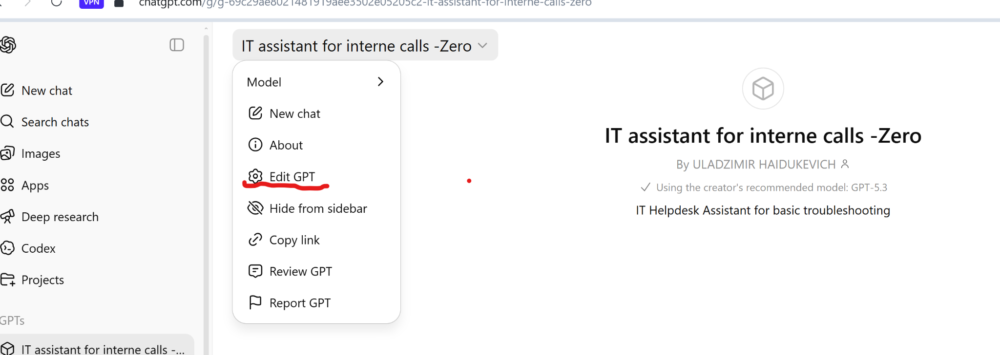 VPN
chatgpt.com/g/g-69c29ae8021481919aee3502e05205c2-it-assistant-for-interne-calls-zero
IT assistant for interne calls -Zero
New chat
Search chats
Images
Apps
Deep research
Codex
Projects
GPTs
IT assistant for interne calls -...
Model
New chat
About
Edit GPT
Hide from sidebar
Copy link
Review GPT
Report GPT
IT assistant for interne calls -Zero
By ULADZIMIR HAIDUKEVICH
Using the creator's recommended model: GPT-5.3
IT Helpdesk Assistant for basic troubleshooting